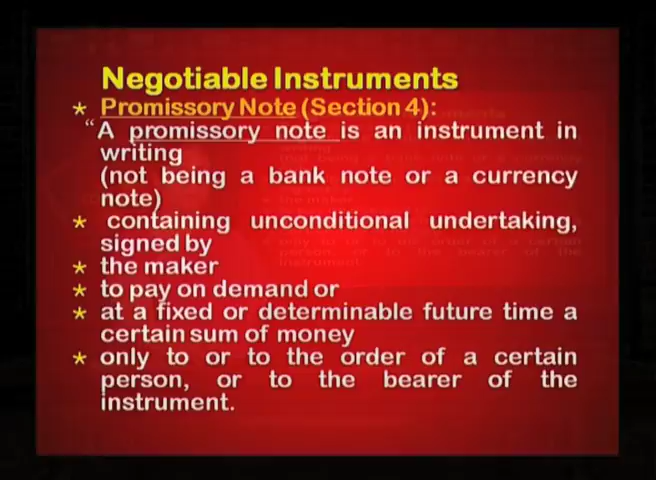 Negotiable Instruments
* Promissory Note (Section 4):
"A promissory note is an instrument in
writing
(not being a bank note or a currency
note)
* containing unconditional undertaking,
signed by
* the maker
* to pay on demand or
* at a fixed or determinable future time a
certain sum of money
* only to or to the order of a certain
person, or to the bearer of the
instrument.